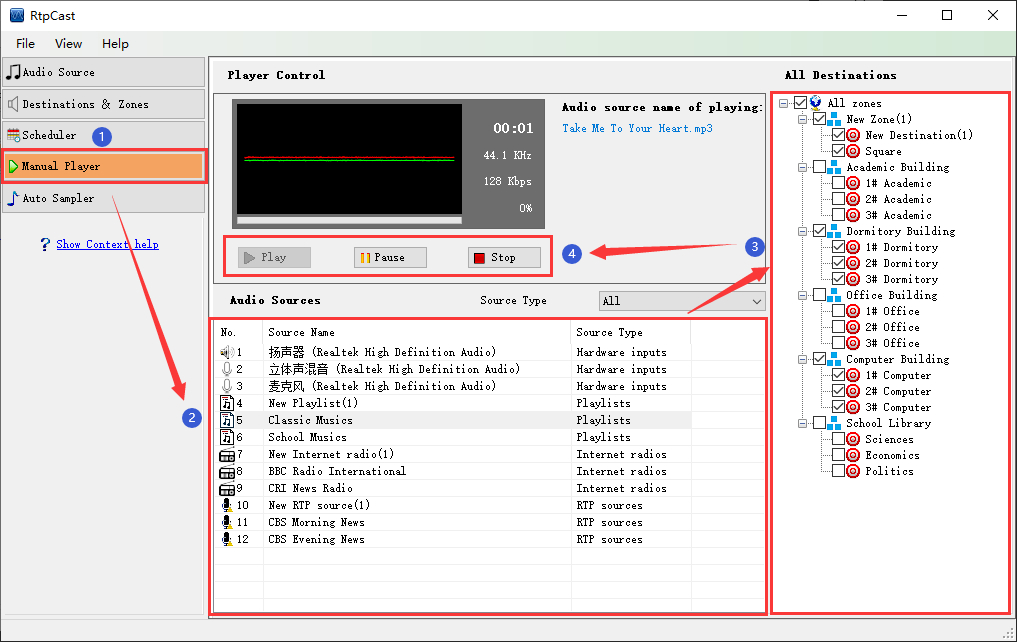 RtpCast
File View Help
Audio Source
Destinations & Zones
Scheduler
1
Manual Player
Auto Sampler
? Show Context help
2
Player Control
00:01
44.1 KHz
128 Kbps
0%
Audio source name of playing:
Take Me To Your Heart.mp3
Play Pause Stop
4
3
Audio Sources Source Type All
No. Source Name Source Type
1 扬声器 (Realtek High Definition Audio) Hardware inputs
2 立体声混音 (Realtek High Definition Audio) Hardware inputs
3 麦克风 (Realtek High Definition Audio) Hardware inputs
4 New Playlist(1) Playlists
5 Classic Musics Playlists
6 School Musics Playlists
7 New Internet radio(1) Internet radios
8 BBC Radio International Internet radios
9 CRI News Radio Internet radios
10 New RTP source(1) RTP sources
11 CBS Morning News RTP sources
12 CBS Evening News RTP sources
All Destinations
All zones
New Zone(1)
New Destination(1)
Square
Academic Building
1# Academic
2# Academic
3# Academic
Dormitory Building
1# Dormitory
2# Dormitory
3# Dormitory
Office Building
1# Office
2# Office
3# Office
Computer Building
1# Computer
2# Computer
3# Computer
School Library
Sciences
Economics
Politics